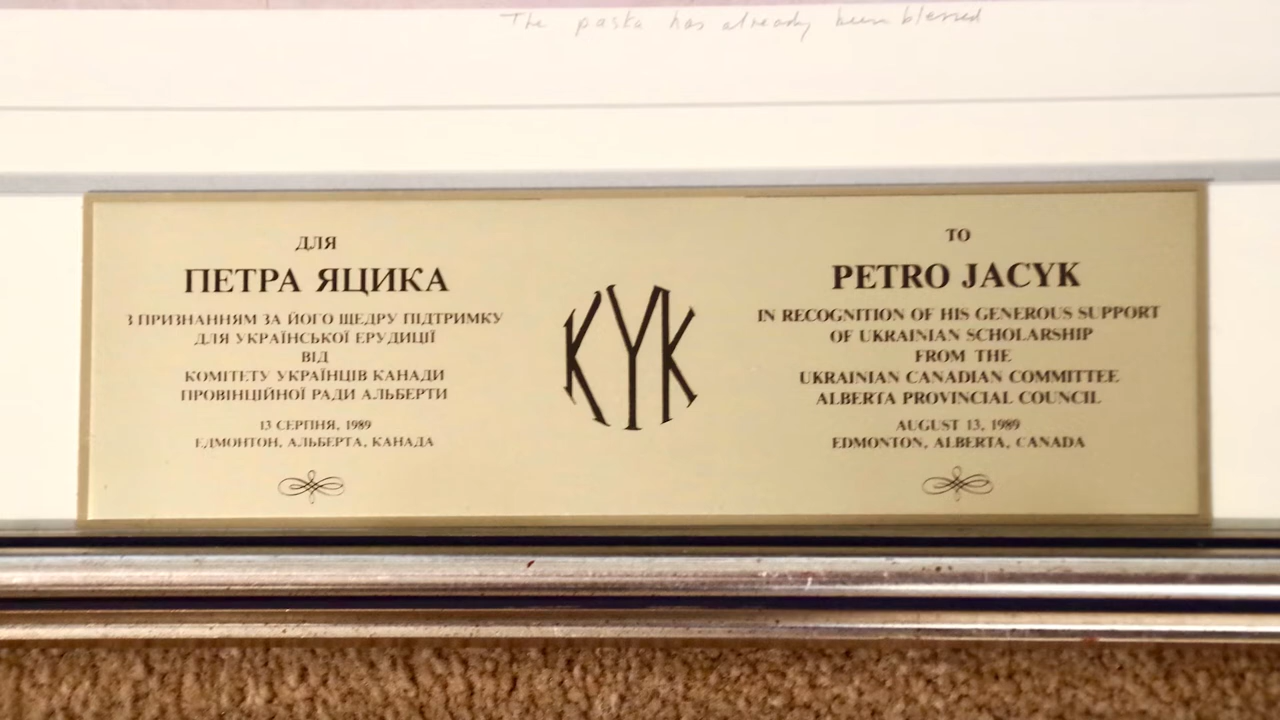 The paska has already been blessed
ДЛЯ
ПЕТРА ЯЦИКА
З ПРИЗНАННЯМ ЗА ЙОГО ЩЕДРУ ПІДТРИМКУ
ДЛЯ УКРАЇНСЬКОЇ ЕРУДИЦІЇ
ВІД
КОМІТЕТУ УКРАЇНЦІВ КАНАДИ
ПРОВІНЦІЙНОЇ РАДИ АЛЬБЕРТИ
13 СЕРПНЯ, 1989
ЕДМОНТОН, АЛЬБЕРТА, КАНАДА
КУК
TO
PETRO JACYK
IN RECOGNITION OF HIS GENEROUS SUPPORT
OF UKRAINIAN SCHOLARSHIP
FROM THE
UKRAINIAN CANADIAN COMMITTEE
ALBERTA PROVINCIAL COUNCIL
AUGUST 13, 1989
EDMONTON, ALBERTA, CANADA